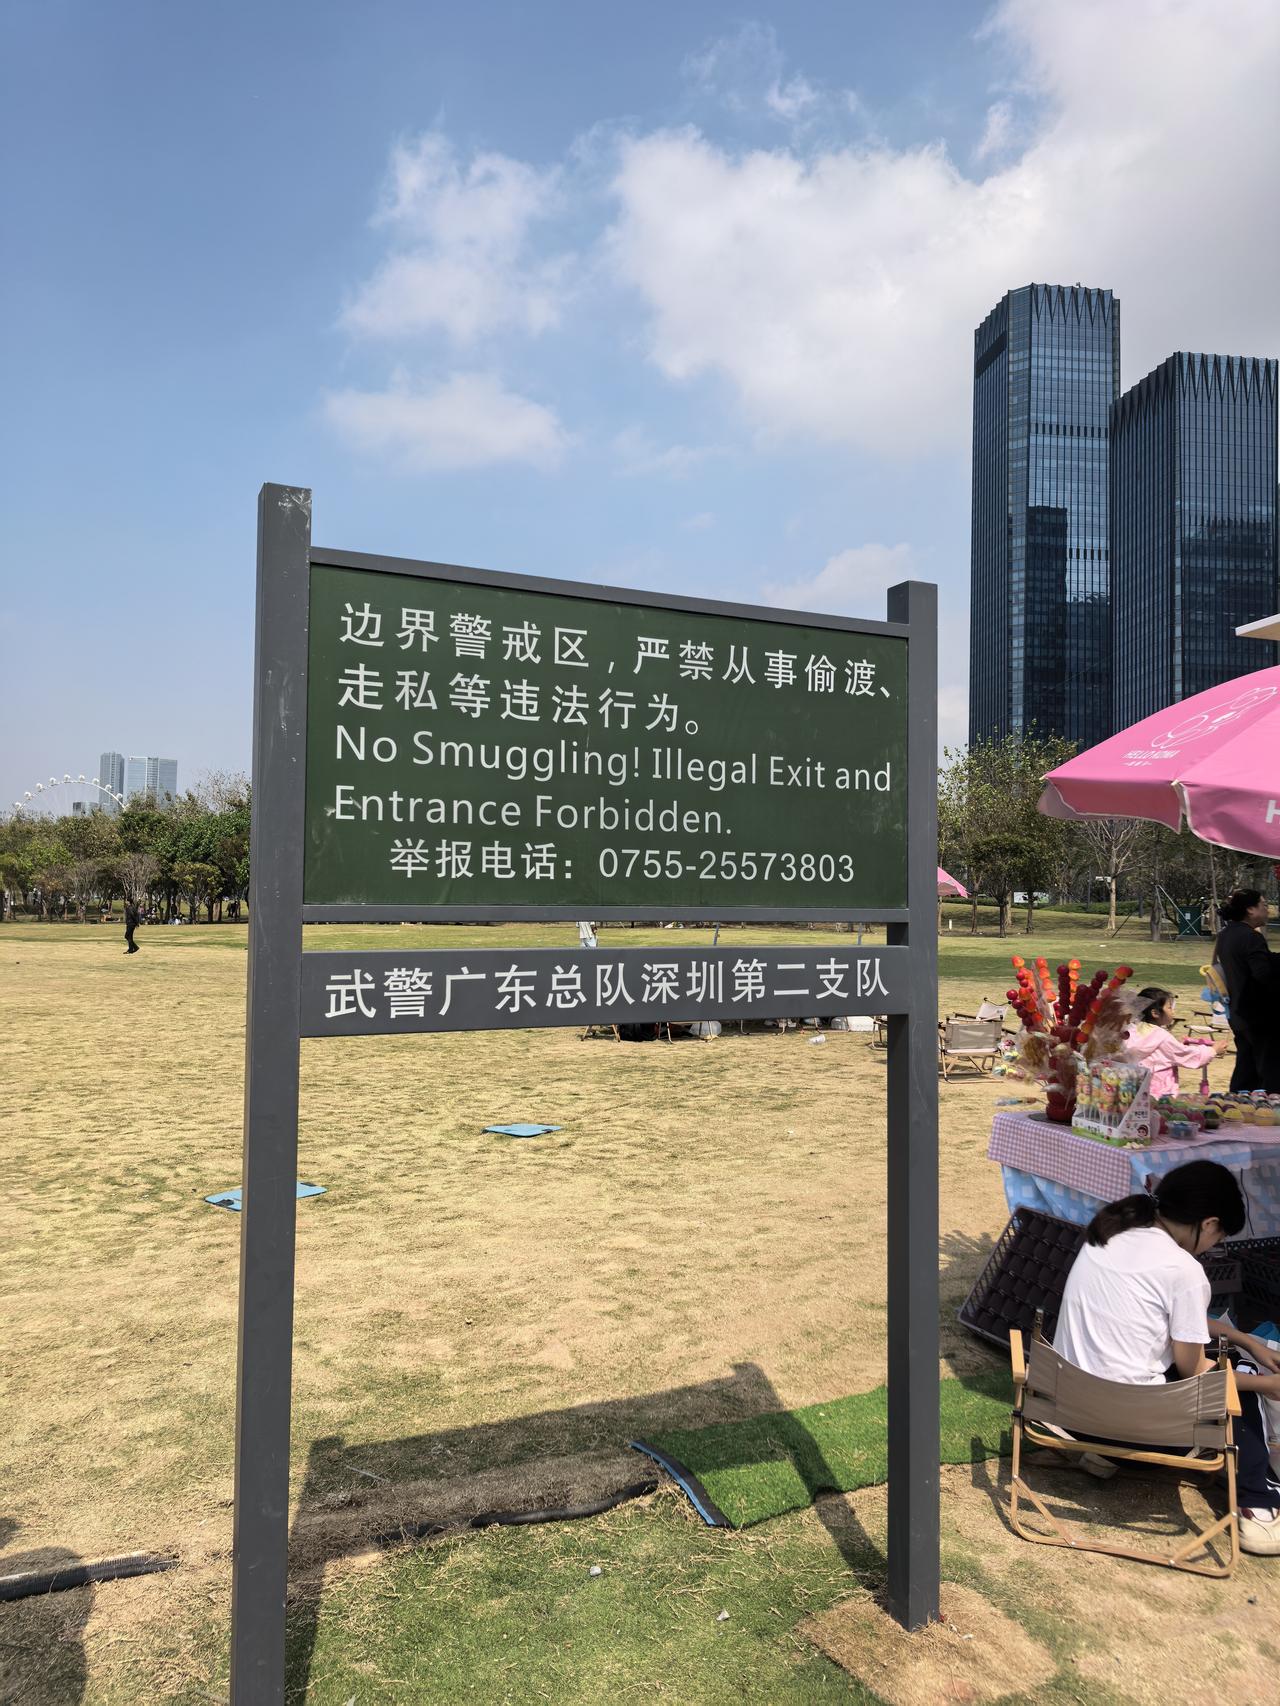 边界警戒区,严禁从事偷渡、
走私等违法行为。
No Smuggling! Illegal Exit and
Entrance Forbidden.
举报电话：0755-25573803
武警广东总队深圳第二支队